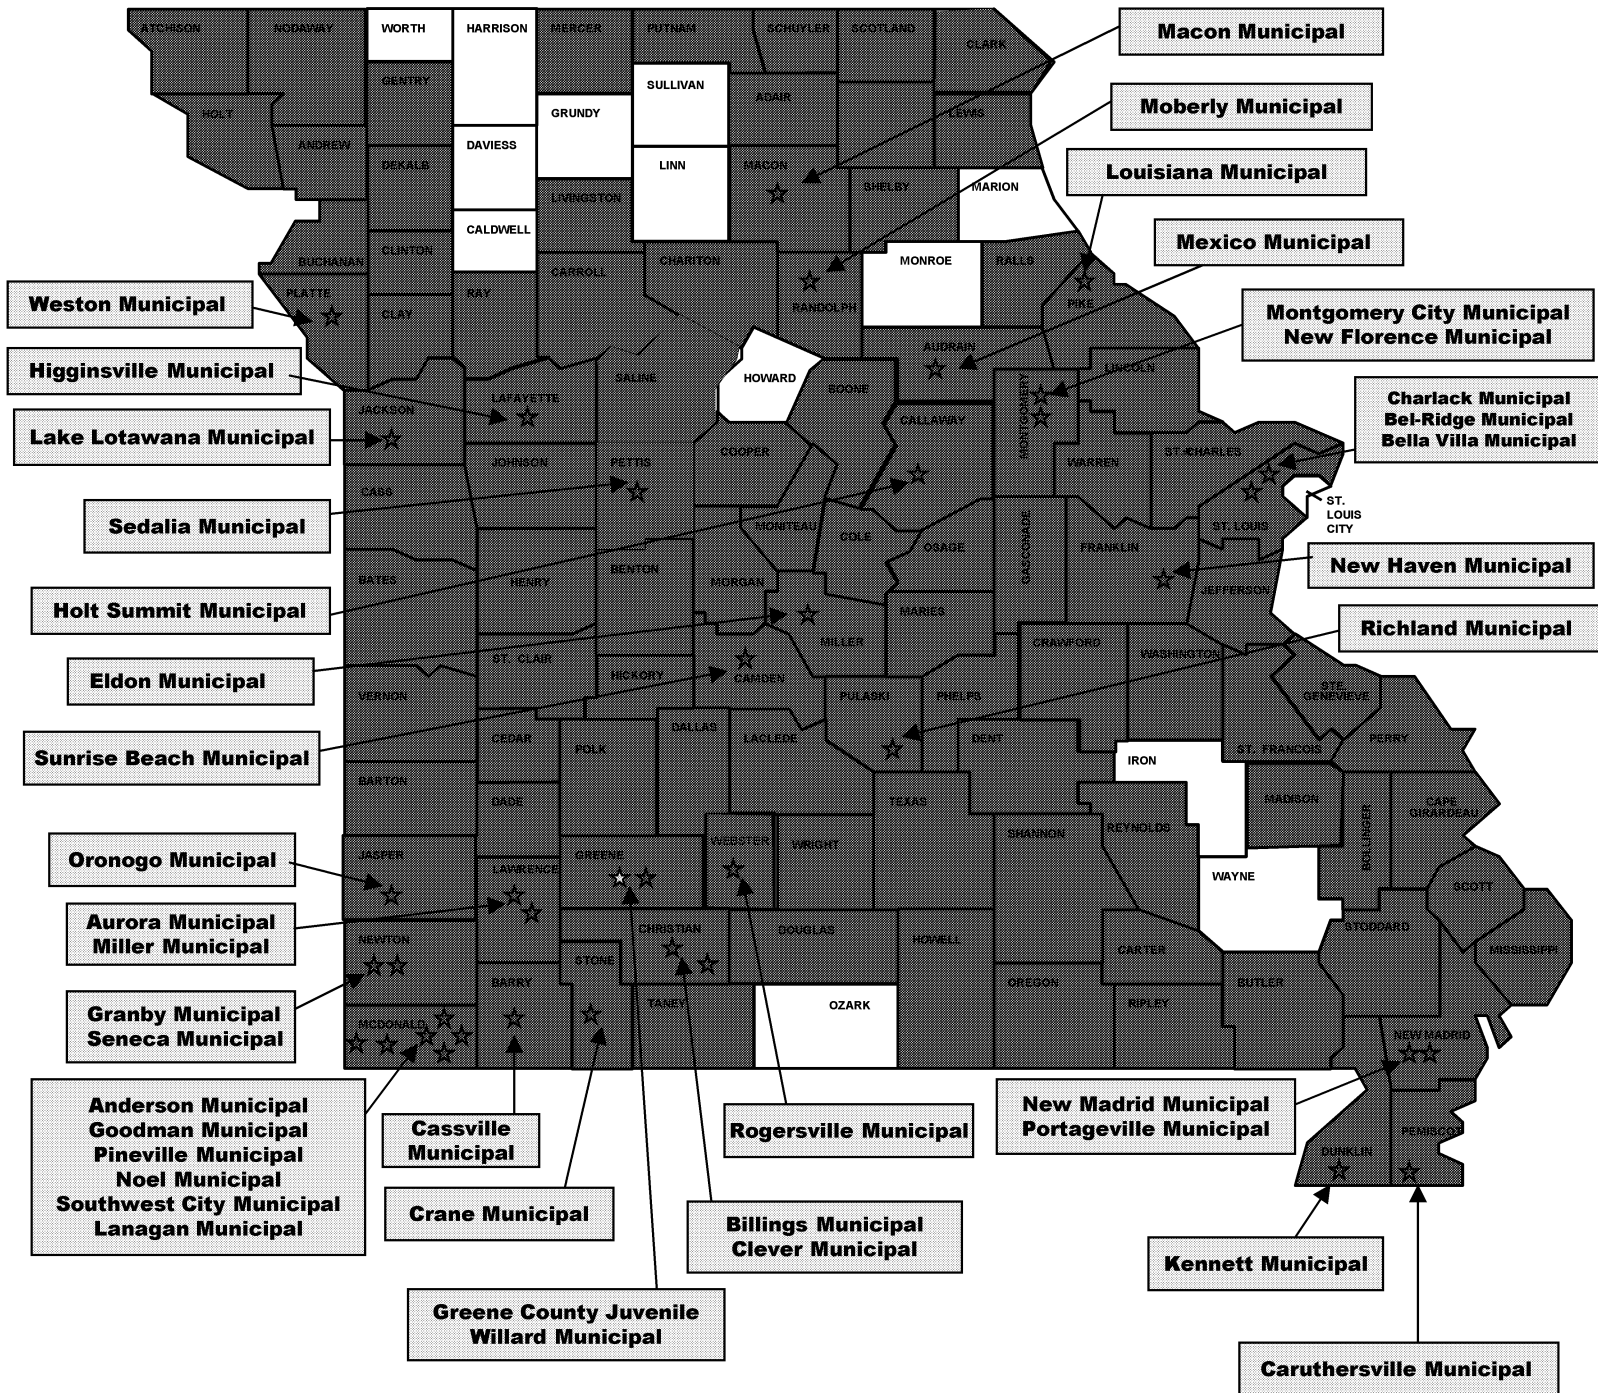 ATCHISON
NODAWAY
WORTH
HARRISON
MERCER
PUTNAM
SCHUYLER
SCOTLAND
CLARK
Macon Municipal
GENTRY
SULLIVAN
ADAIR
Moberly Municipal
HOLT
GRUNDY
LEWIS
ANDREW
DAVIESS
DEKALB
LINN
MACON
Louisiana Municipal
SHELBY
MARION
LIVINGSTON
CALDWELL
Mexico Municipal
CLINTON
BUCHANAN
CHARITON
MONROE
RALLS
CARROLL
PLATTE
RAY
Weston Municipal
CLAY
RANDOLPH
PIKE
Montgomery City Municipal
New Florence Municipal
AUDRAIN
Higginsville Municipal
LINCOLN
SALINE
HOWARD
BOONE
JACKSON
LAFAYETTE
MONTGOMERY
Charlack Municipal
Bel-Ridge Municipal
Bella Villa Municipal
CALLAWAY
Lake Lotawana Municipal
COOPER
ST. CHARLES
JOHNSON
PETTIS
WARREN
CASS
ST.
LOUIS
CITY
Sedalia Municipal
MONITEAU
ST. LOUIS
COLE
OSAGE
GASCONADE
FRANKLIN
New Haven Municipal
BATES
HENRY
BENTON
MORGAN
JEFFERSON
Holt Summit Municipal
MARIES
Richland Municipal
MILLER
CRAWFORD
WASHINGTON
ST. CLAIR
Eldon Municipal
HICKORY
CAMDEN
STE.
GENEVIEVE
VERNON
PULASKI
PHELPS
DALLAS
Sunrise Beach Municipal
CEDAR
POLK
LACLEDE
DENT
ST. FRANCOIS
PERRY
IRON
BARTON
DADE
TEXAS
MADISON
CAPE
GIRARDEAU
BOLLINGER
REYNOLDS
SHANNON
WEBSTER
WRIGHT
Oronogo Municipal
JASPER
GREENE
LAWRENCE
WAYNE
SCOTT
Aurora Municipal
Miller Municipal
NEWTON
CHRISTIAN
DOUGLAS
HOWELL
STODDARD
CARTER
MISSISSIPPI
STONE
BARRY
OREGON
BUTLER
Granby Municipal
Seneca Municipal
TANEY
OZARK
RIPLEY
MCDONALD
NEW MADRID
Anderson Municipal
Goodman Municipal
Pineville Municipal
Noel Municipal
Southwest City Municipal
Lanagan Municipal
Cassville
Municipal
Rogersville Municipal
New Madrid Municipal
Portageville Municipal
PEMISCOT
DUNKLIN
Crane Municipal
Billings Municipal
Clever Municipal
Kennett Municipal
Greene County Juvenile
Willard Municipal
Caruthersville Municipal